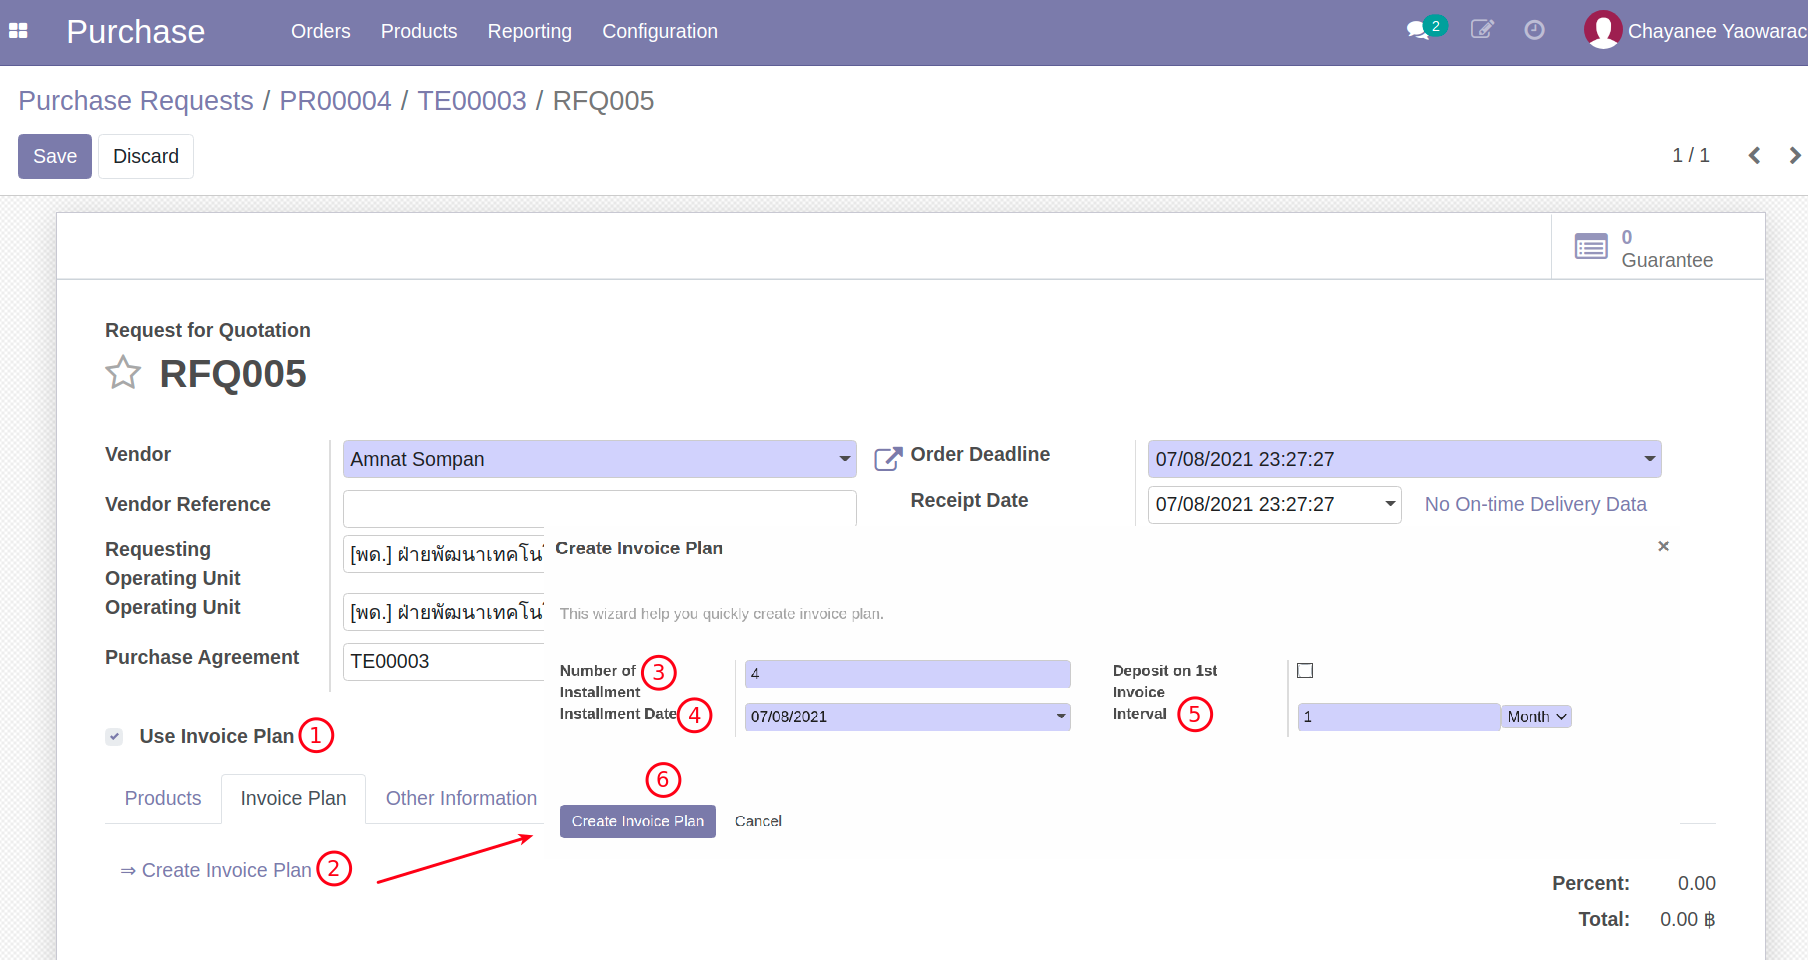 Purchase Orders Products Reporting Configuration 2 Chayanee Yaowarac
Purchase Requests / PR00004 / TE00003 / RFQ005
Save Discard 1 / 1
0
Guarantee
Request for Quotation
RFQ005
Vendor Amnat Sompan Order Deadline 07/08/2021 23:27:27
Vendor Reference Receipt Date 07/08/2021 23:27:27 No On-time Delivery Data
Requesting
Operating Unit
[พด.] ฝ่ายพัฒนาเทคโน
Operating Unit [พด.] ฝ่ายพัฒนาเทคโน
Purchase Agreement TE00003
Use Invoice Plan 1
Products Invoice Plan Other Information
⇒ Create Invoice Plan 2
Create Invoice Plan ×
This wizard help you quickly create invoice plan.
Number of
Installment
3 4
Deposit on 1st
Invoice
Installment Date 4 07/08/2021 Interval 5 1 Month
6
Create Invoice Plan Cancel
Percent: 0.00
Total: 0.00 ฿